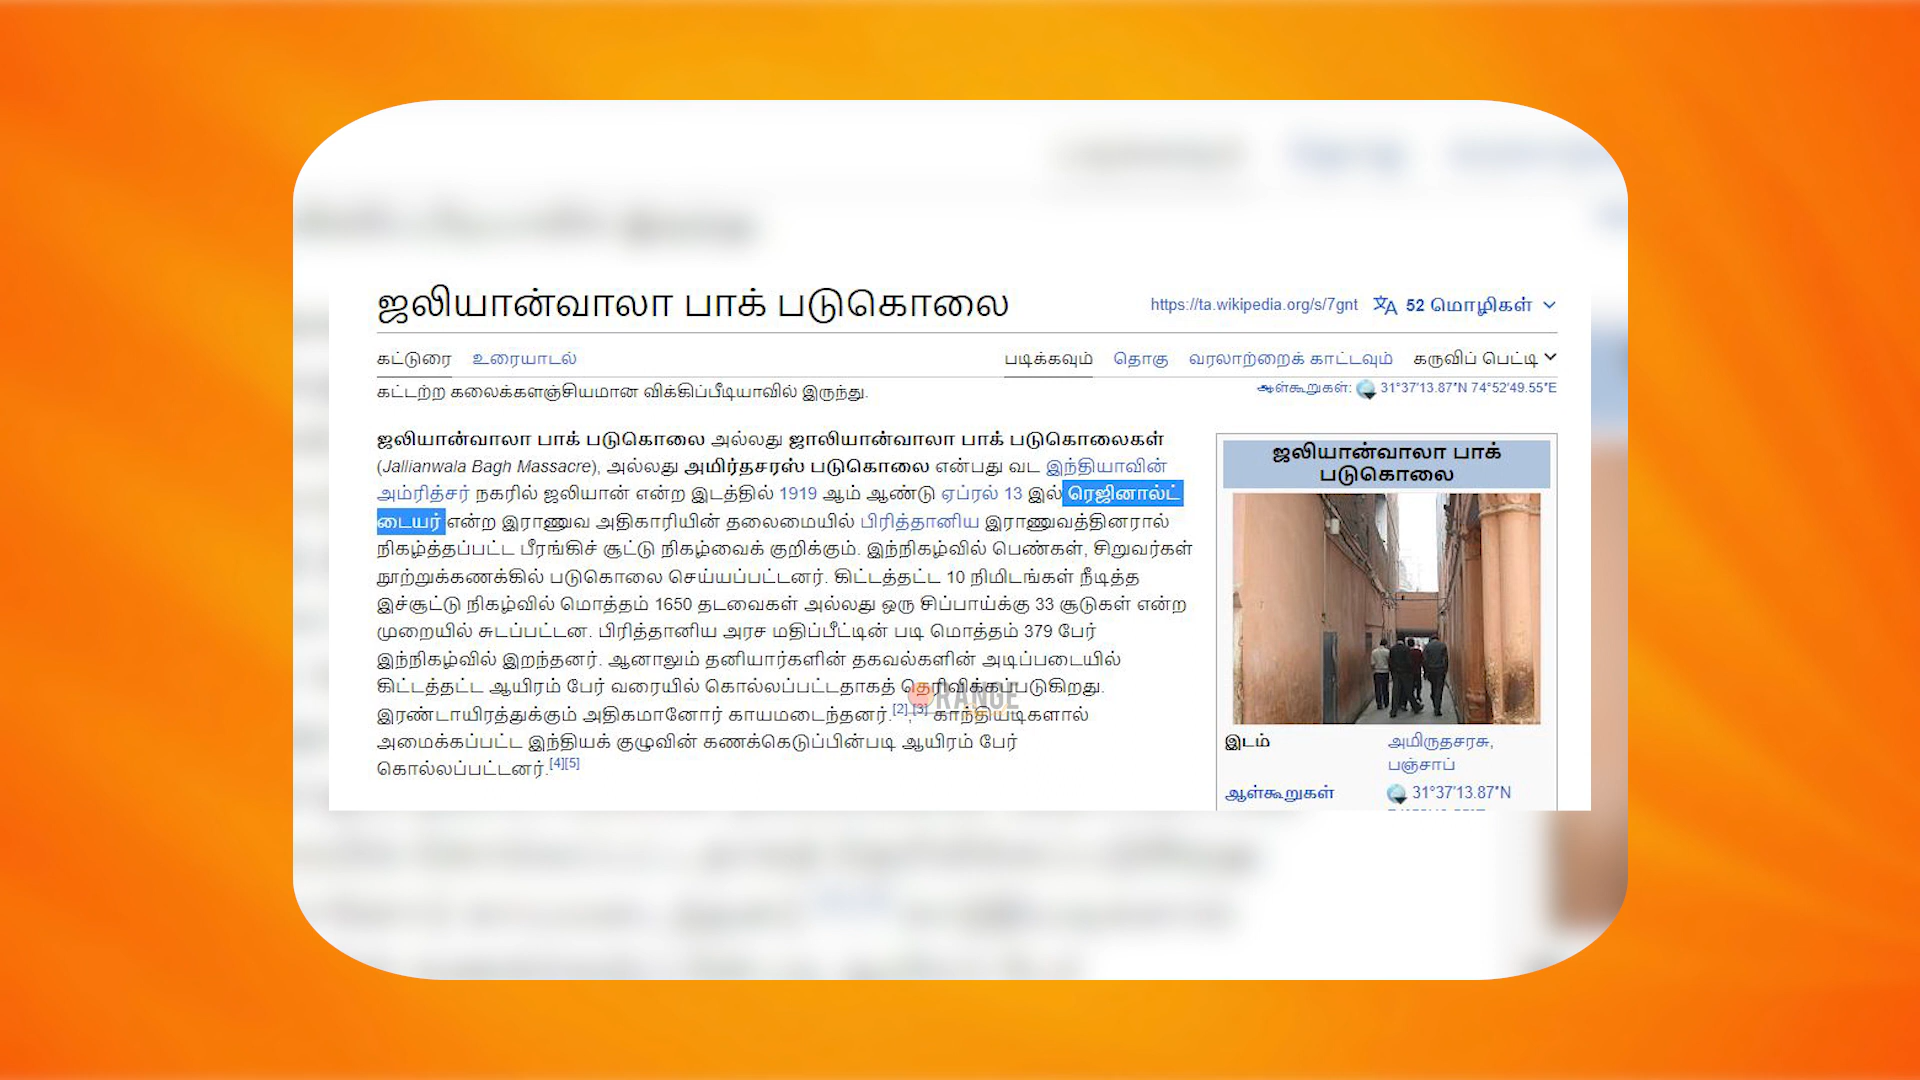 ஜலியான்வாலா பாக் படுகொலை
https://ta.wikipedia.org/s/7gnt 52 மொழிகள்
கட்டுரை உரையாடல் படிக்கவும் தொகு வரலாற்றைக் காட்டவும் கருவிப் பெட்டி
கட்டற்ற கலைக்களஞ்சியமான விக்கிப்பீடியாவில் இருந்து.
ஆள்கூறுகள்: 31°37′13.87″N 74°52′49.55″E
ஜலியான்வாலா பாக் படுகொலை அல்லது ஜாலியான்வாலா பாக் படுகொலைகள்
(Jallianwala Bagh Massacre), அல்லது அமிர்தசரஸ் படுகொலை என்பது வட இந்தியாவின்
அம்ரித்சர் நகரில் ஜலியான் என்ற இடத்தில் 1919 ஆம் ஆண்டு ஏப்ரல் 13 இல் ரெஜினால்ட்
டையர் என்ற இராணுவ அதிகாரியின் தலைமையில் பிரித்தானிய இராணுவத்தினரால்
நிகழ்த்தப்பட்ட பீரங்கிச் சூட்டு நிகழ்வைக் குறிக்கும். இந்நிகழ்வில் பெண்கள், சிறுவர்கள்
நூற்றுக்கணக்கில் படுகொலை செய்யப்பட்டனர். கிட்டத்தட்ட 10 நிமிடங்கள் நீடித்த
இச்சூட்டு நிகழ்வில் மொத்தம் 1650 தடவைகள் அல்லது ஒரு சிப்பாய்க்கு 33 சூடுகள் என்ற
முறையில் சுடப்பட்டன. பிரித்தானிய அரச மதிப்பீட்டின் படி மொத்தம் 379 பேர்
இந்நிகழ்வில் இறந்தனர். ஆனாலும் தனியார்களின் தகவல்களின் அடிப்படையில்
கிட்டத்தட்ட ஆயிரம் பேர் வரையில் கொல்லப்பட்டதாகத் தெரிவிக்கப்படுகிறது.
இரண்டாயிரத்துக்கும் அதிகமானோர் காயமடைந்தனர்.[2],[3] காந்தியடிகளால்
அமைக்கப்பட்ட இந்தியக் குழுவின் கணக்கெடுப்பின்படி ஆயிரம் பேர்
கொல்லப்பட்டனர்.[4][5]
ORANGE
ஜலியான்வாலா பாக்
படுகொலை
இடம் அமிருதசரசு,
பஞ்சாப்
ஆள்கூறுகள் 31°37′13.87″N